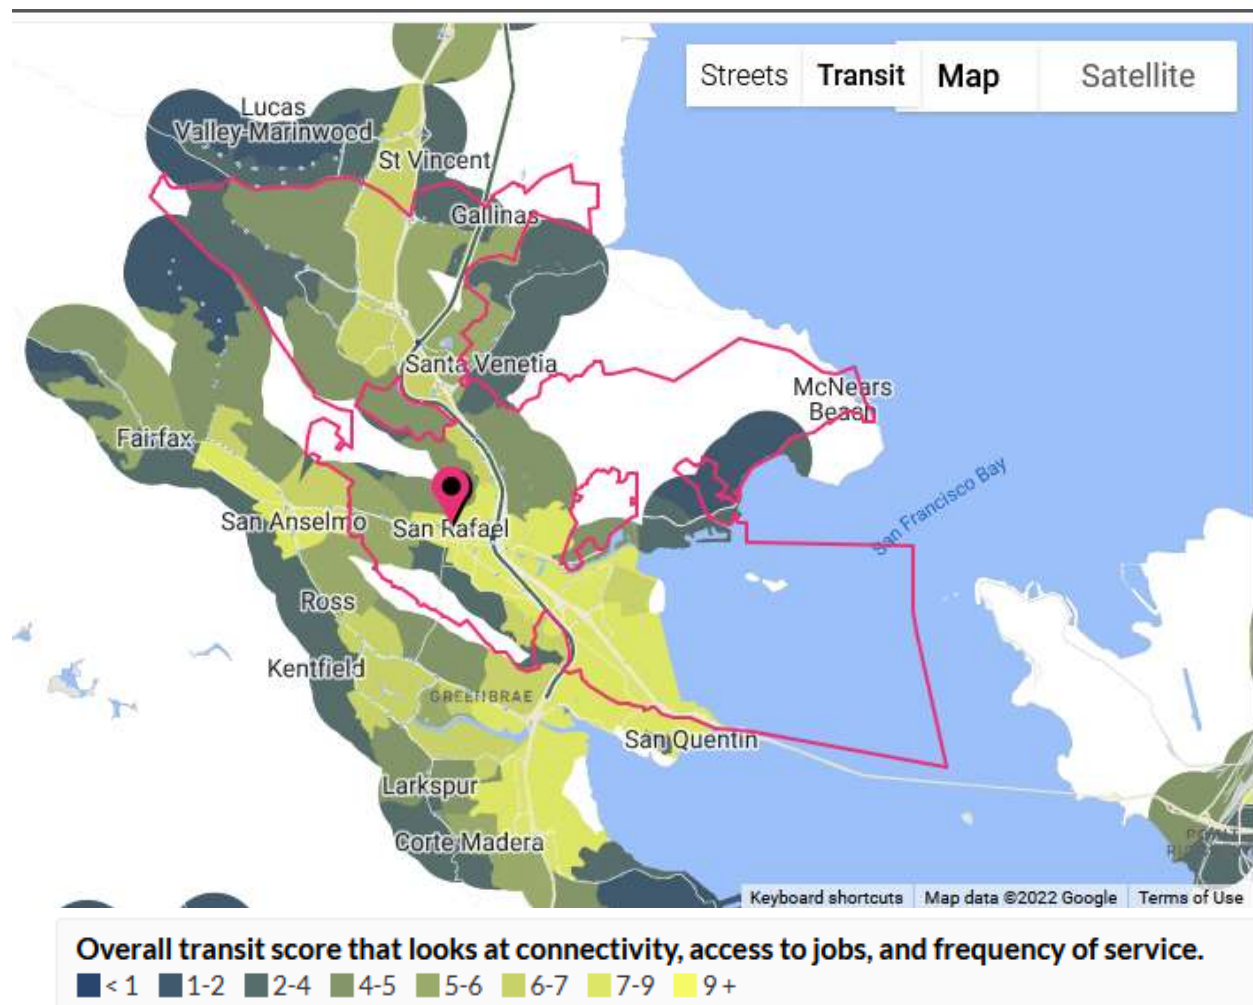 Streets Transit Map Satellite
Lucas
Valley-Marinwood
St Vincent
Gallinas
Santa Venetia
McNears
Beach
Fairfax
San Francisco Bay
San Anselmo
San Rafael
Ross
Kentfield
GREENBRAE
San Quentin
Larkspur
Corte Madera
Keyboard shortcuts Map data ©2022 Google Terms of Use
Overall transit score that looks at connectivity, access to jobs, and frequency of service.
< 1 1-2 2-4 4-5 5-6 6-7 7-9 9 +